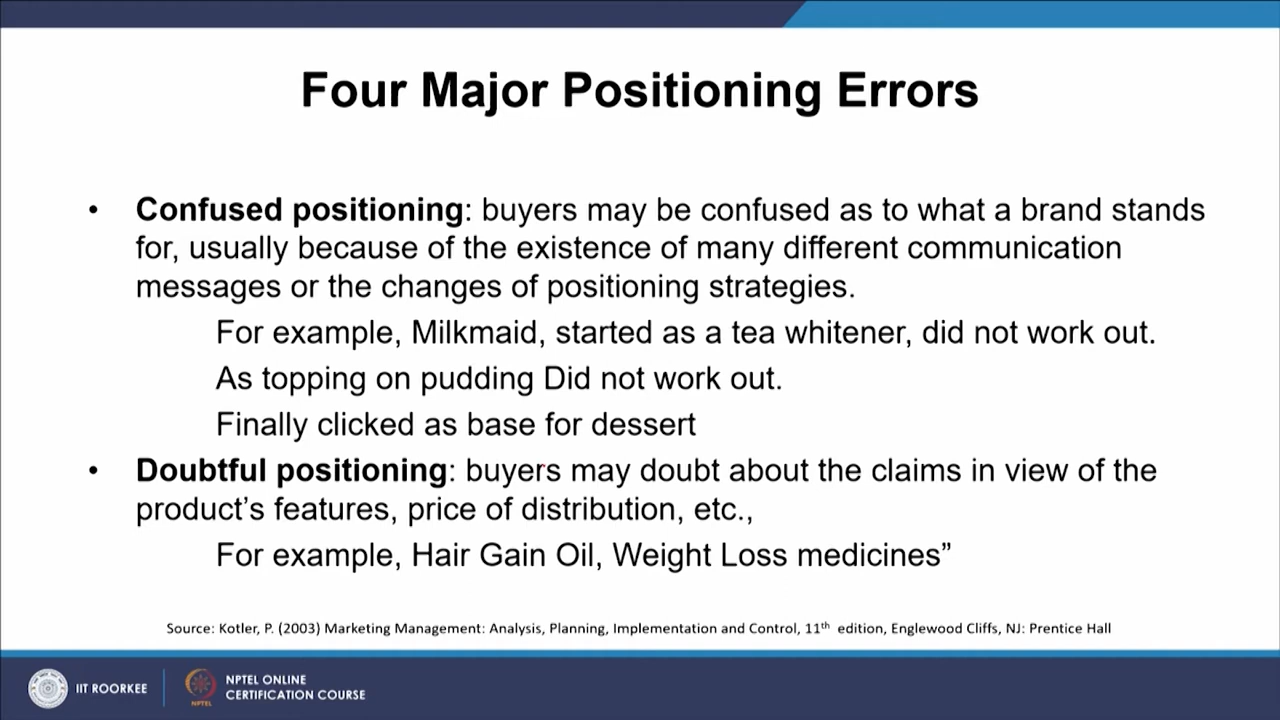 Four Major Positioning Errors
• Confused positioning: buyers may be confused as to what a brand stands
for, usually because of the existence of many different communication
messages or the changes of positioning strategies.
For example, Milkmaid, started as a tea whitener, did not work out.
As topping on pudding Did not work out.
Finally clicked as base for dessert
• Doubtful positioning: buyers may doubt about the claims in view of the
product’s features, price of distribution, etc.,
For example, Hair Gain Oil, Weight Loss medicines”
Source: Kotler, P. (2003) Marketing Management: Analysis, Planning, Implementation and Control, 11th edition, Englewood Cliffs, NJ: Prentice Hall
IIT ROORKEE
NPTEL
NPTEL ONLINE
CERTIFICATION COURSE